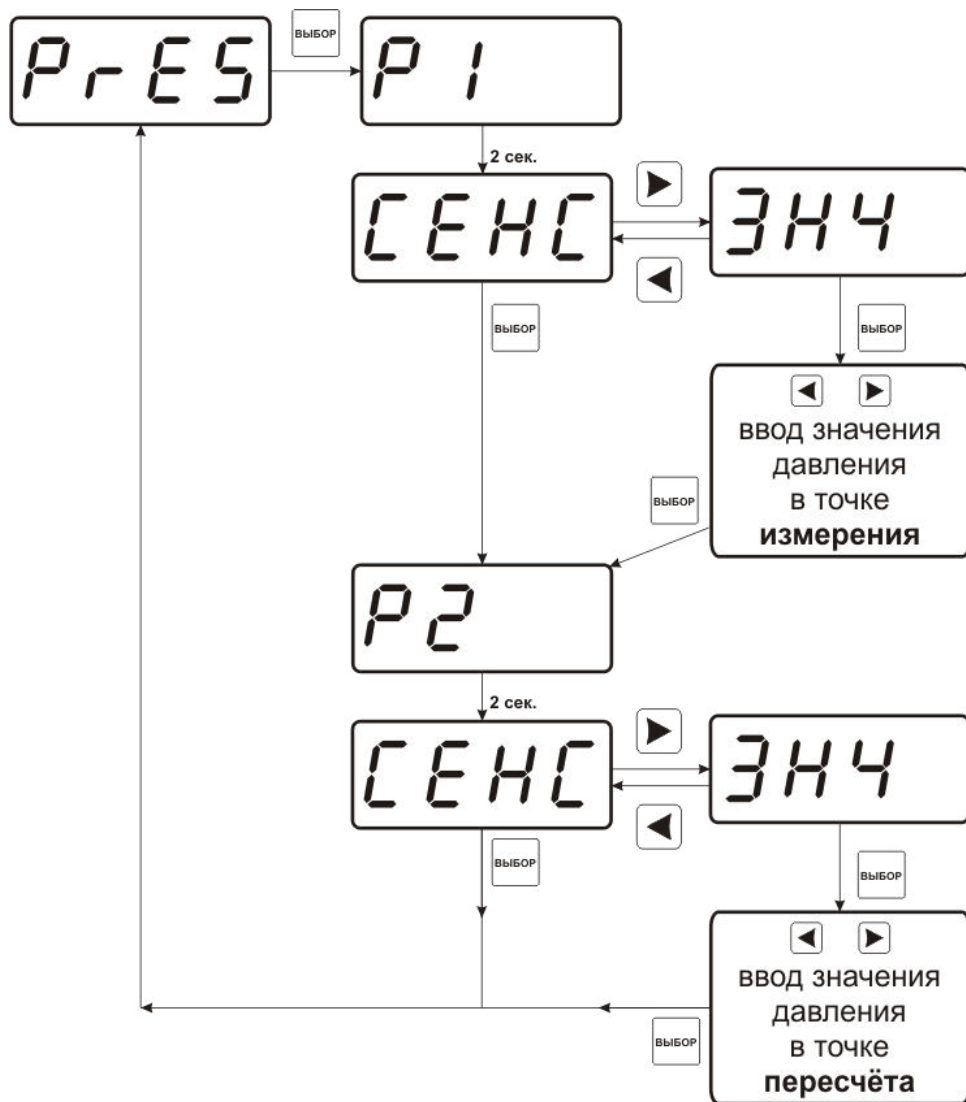 PrES
ВЫБОР
P1
2 сек.
СЕНС
ЗНЧ
ВЫБОР
ВЫБОР
ввод значения
давления
в точке
измерения
ВЫБОР
P2
2 сек.
СЕНС
ЗНЧ
ВЫБОР
ВЫБОР
ввод значения
давления
в точке
пересчёта
ВЫБОР